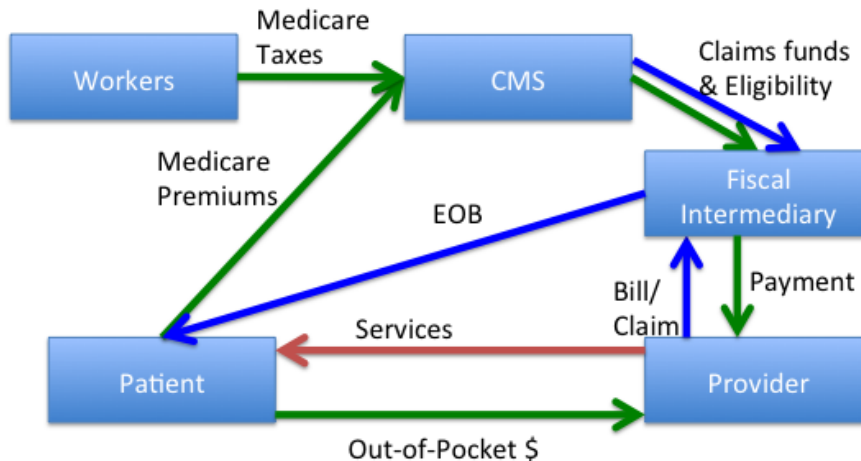 Medicare
Taxes
Workers
CMS
Claims funds
& Eligibility
Medicare
Premiums
Fiscal
Intermediary
EOB
Bill/
Claim
Payment
Services
Patient
Provider
Out-of-Pocket $